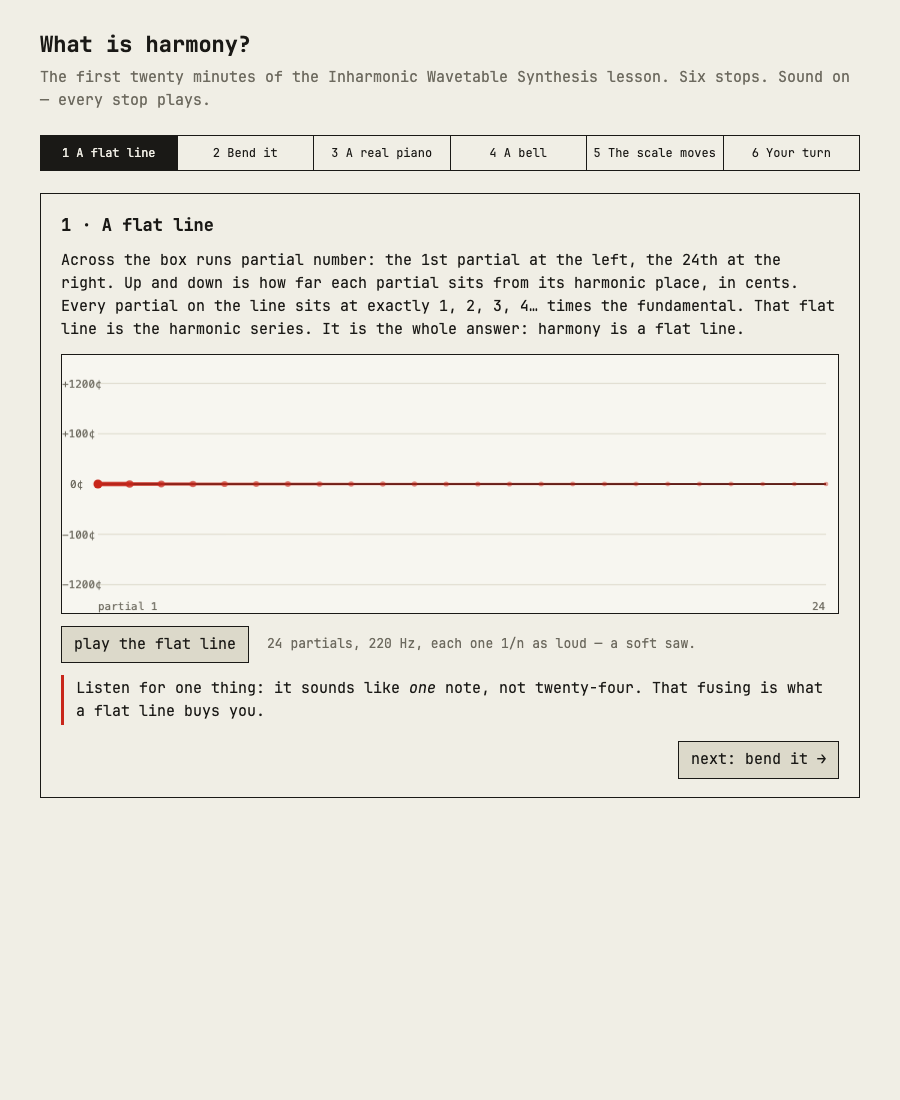 What is harmony?
The first twenty minutes of the Inharmonic Wavetable Synthesis lesson. Six stops. Sound on
— every stop plays.
1 A flat line
2 Bend it
3 A real piano
4 A bell
5 The scale moves
6 Your turn
1 · A flat line
Across the box runs partial number: the 1st partial at the left, the 24th at the
right. Up and down is how far each partial sits from its harmonic place, in cents.
Every partial on the line sits at exactly 1, 2, 3, 4… times the fundamental. That flat
line is the harmonic series. It is the whole answer: harmony is a flat line.
+1200¢
+100¢
0¢
−100¢
−1200¢
partial 1
24
play the flat line
24 partials, 220 Hz, each one 1/n as loud — a soft saw.
Listen for one thing: it sounds like one note, not twenty-four. That fusing is what
a flat line buys you.
next: bend it →